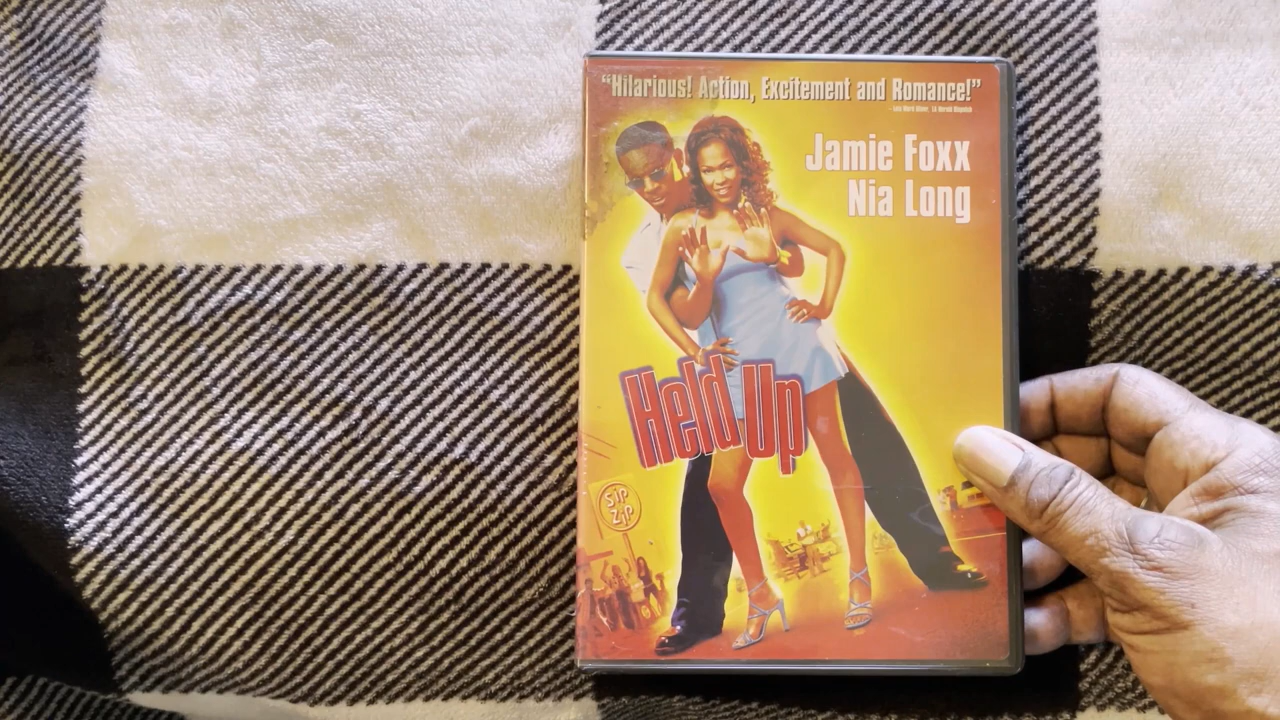 “Hilarious! Action, Excitement and Romance!”
Jamie Foxx
Nia Long
Held Up
SIP
ZIP